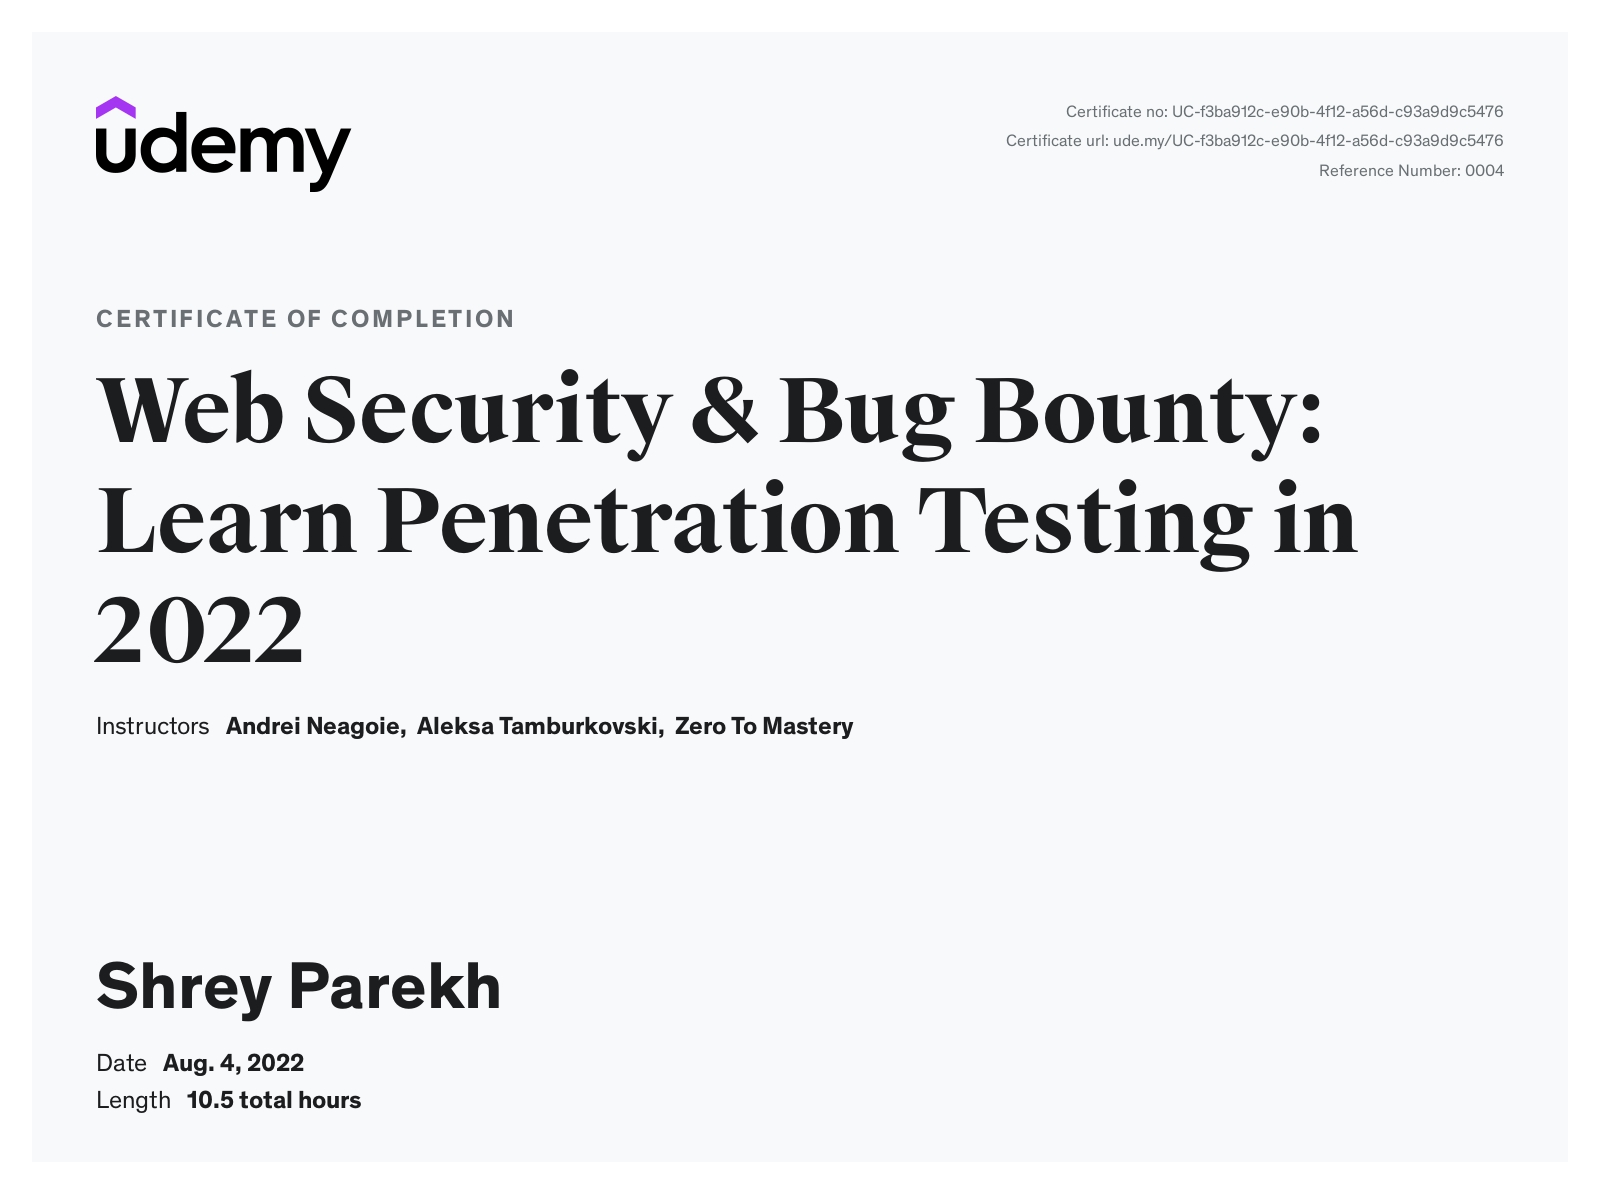 udemy
Certificate no: UC-f3ba912c-e90b-4f12-a56d-c93a9d9c5476
Certificate url: ude.my/UC-f3ba912c-e90b-4f12-a56d-c93a9d9c5476
Reference Number: 0004
CERTIFICATE OF COMPLETION
Web Security & Bug Bounty:
Learn Penetration Testing in
2022
Instructors Andrei Neagoie, Aleksa Tamburkovski, Zero To Mastery
Shrey Parekh
Date Aug. 4, 2022
Length 10.5 total hours